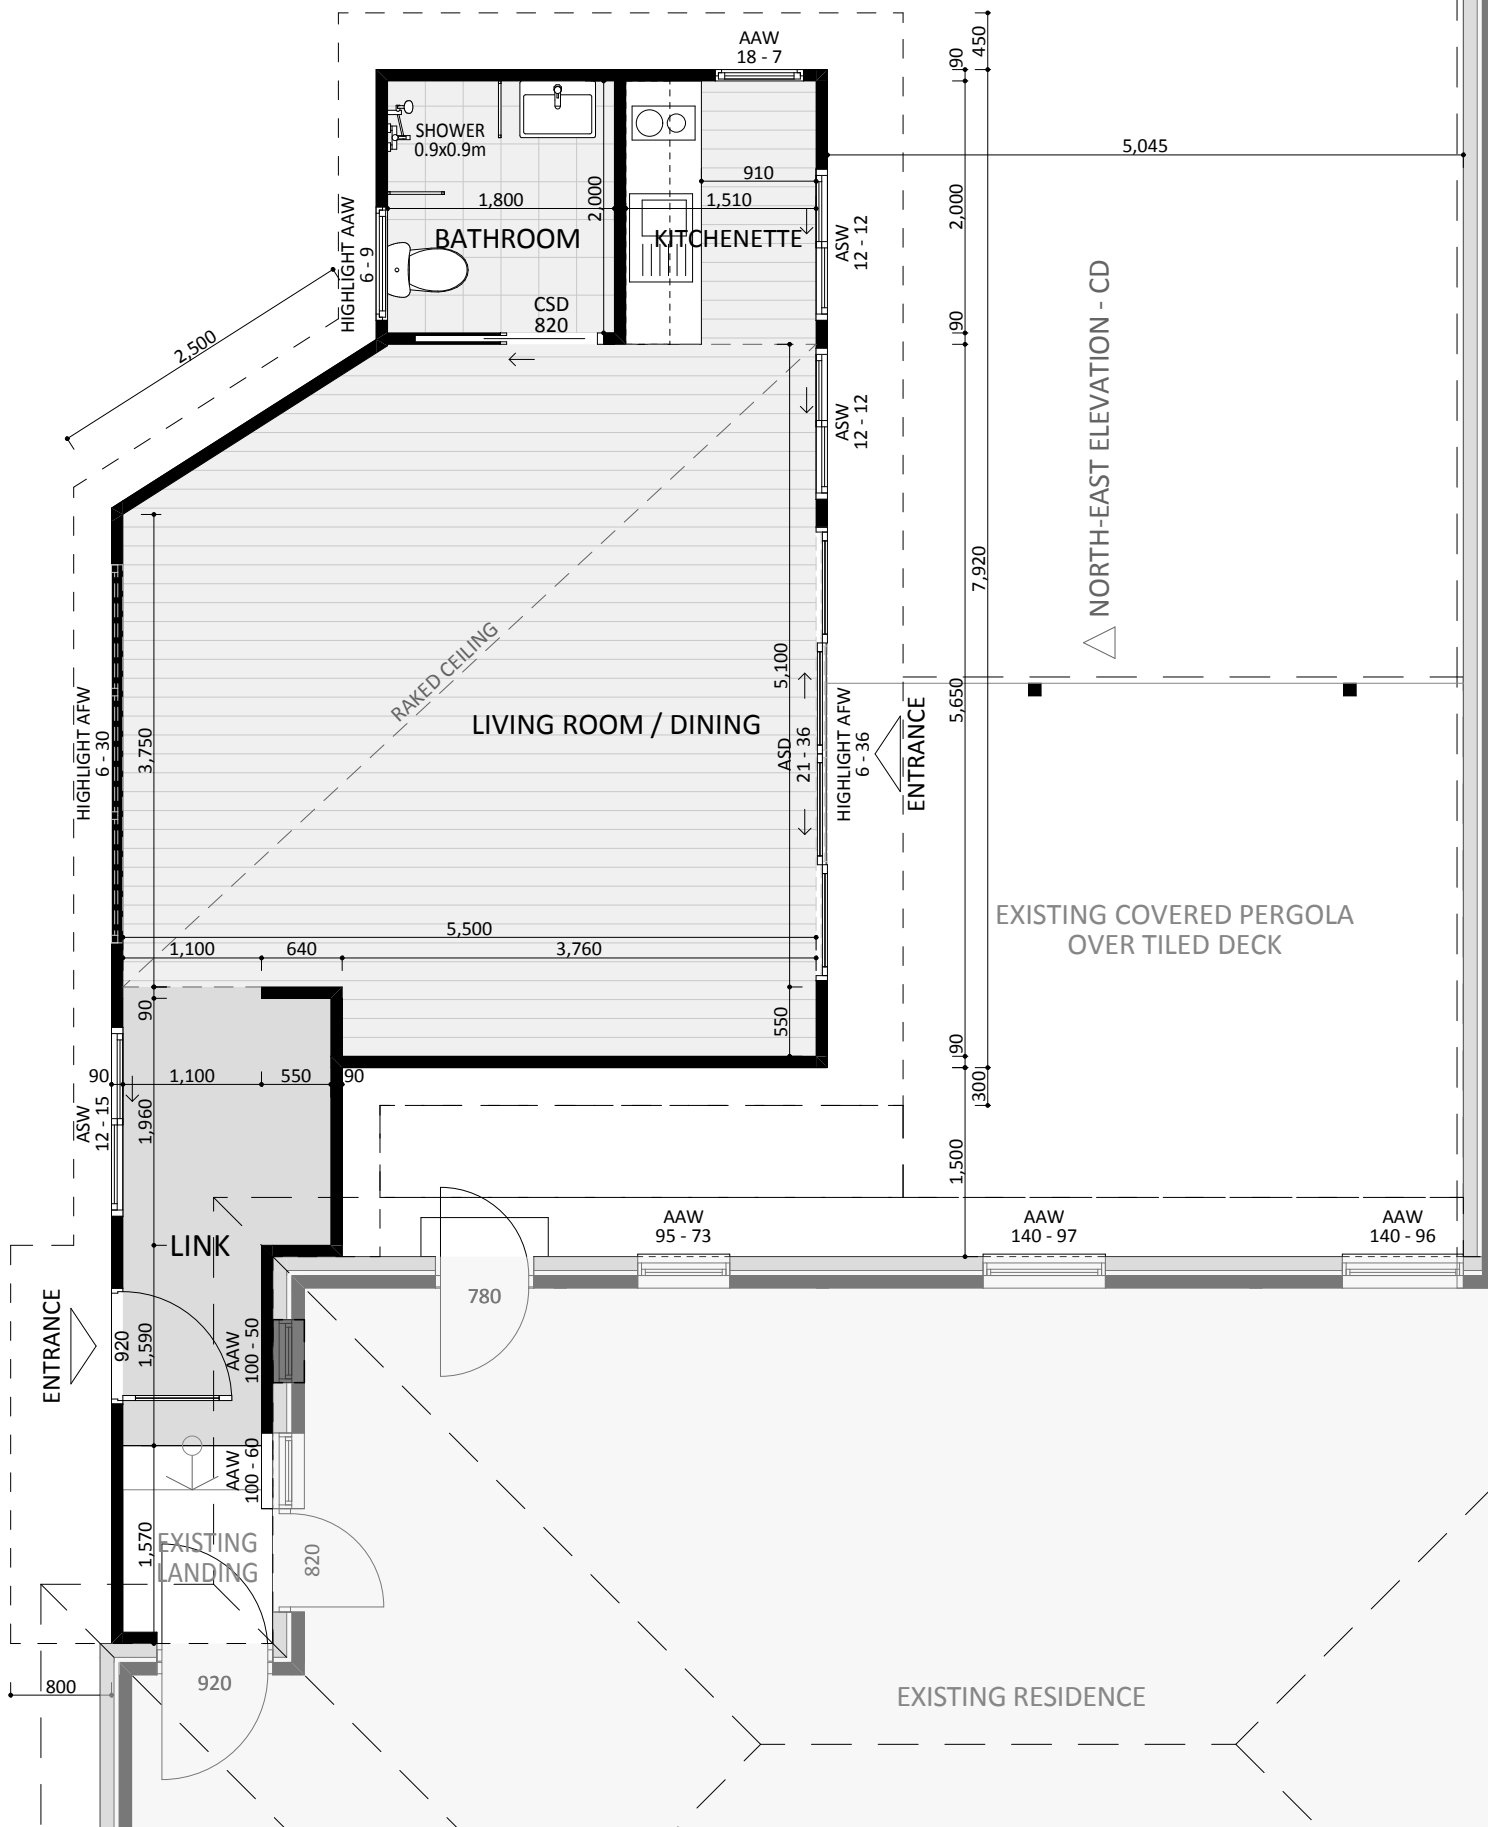 AAW
18 - 7
90
450
SHOWER
0.9x0.9m
5,045
910
1,800
2,000
1,510
2,000
BATHROOM
KITCHENETTE
HIGHLIGHT AAW
6 - 9
ASW
12 - 12
CSD
820
90
2,500
NORTH-EAST ELEVATION - CD
ASW
12 - 12
7,920
RAKED CEILING
5,100
5,650
LIVING ROOM / DINING
HIGHLIGHT AFW
6 - 30
3,750
ASD
21 - 36
HIGHLIGHT AFW
6 - 36
ENTRANCE
EXISTING COVERED PERGOLA
OVER TILED DECK
5,500
1,100
640
3,760
90
550
90
90
1,100
550
90
300
ASW
12 - 15
1,960
1,500
LINK
AAW
95 - 73
AAW
140 - 97
AAW
140 - 96
780
ENTRANCE
920
1,590
AAW
100 - 50
AAW
100 - 60
1,570
EXISTING
LANDING
820
800
920
EXISTING RESIDENCE